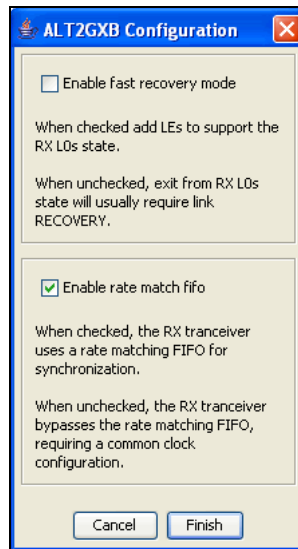 ALT2GXB Configuration
Enable fast recovery mode
When checked add LEs to support the
RX L0s state.
When unchecked, exit from RX L0s
state will usually require link
RECOVERY.
Enable rate match fifo
When checked, the RX tranceiver
uses a rate matching FIFO for
synchronization.
When unchecked, the RX tranceiver
bypasses the rate matching FIFO,
requiring a common clock
configuration.
Cancel
Finish